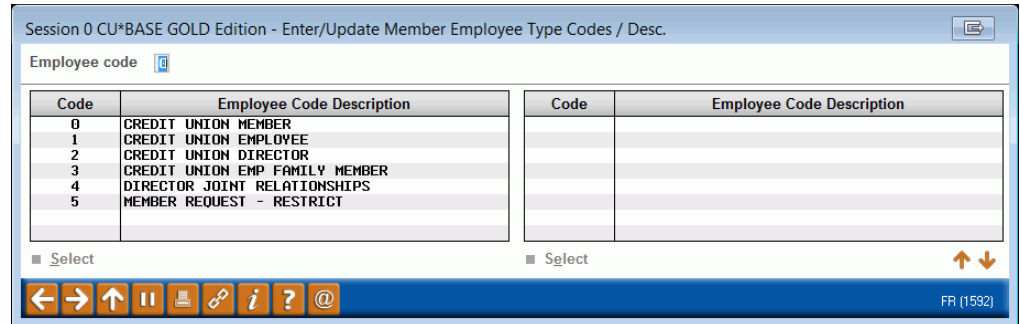 Session 0 CU*BASE GOLD Edition - Enter/Update Member Employee Type Codes / Desc.
Employee code 0
Code Employee Code Description Code Employee Code Description
0 CREDIT UNION MEMBER
1 CREDIT UNION EMPLOYEE
2 CREDIT UNION DIRECTOR
3 CREDIT UNION EMP FAMILY MEMBER
4 DIRECTOR JOINT RELATIONSHIPS
5 MEMBER REQUEST - RESTRICT
Select Select
i ? @ FR (1592)